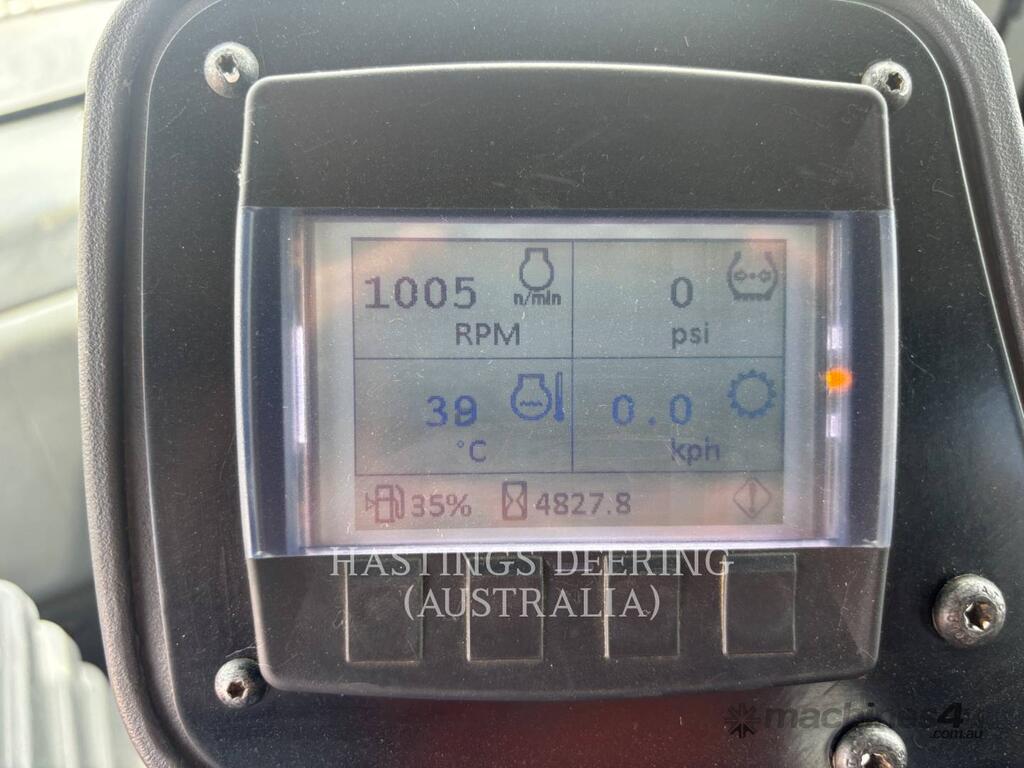 1005 n/min
RPM
0
psi
39
°C
0.0
kph
35% 4827.8
HASTINGS DEERING
(AUSTRALIA)
machines4u
.com.au